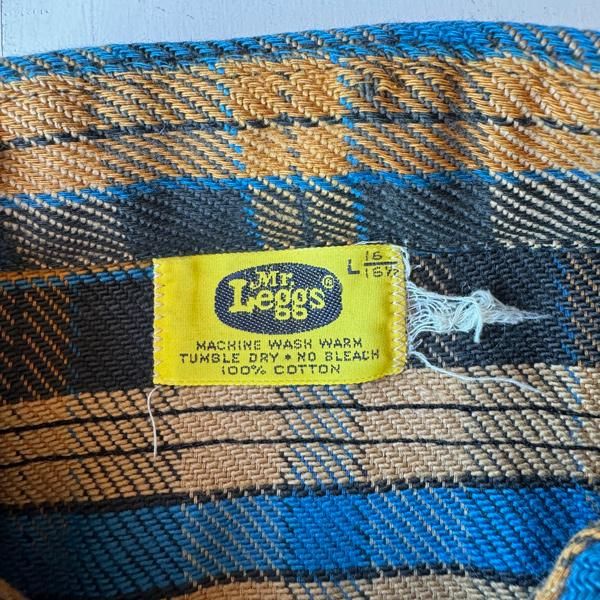 Mr.
Leggs®
L 16
16½
MACHINE WASH WARM
TUMBLE DRY • NO BLEACH
100% COTTON